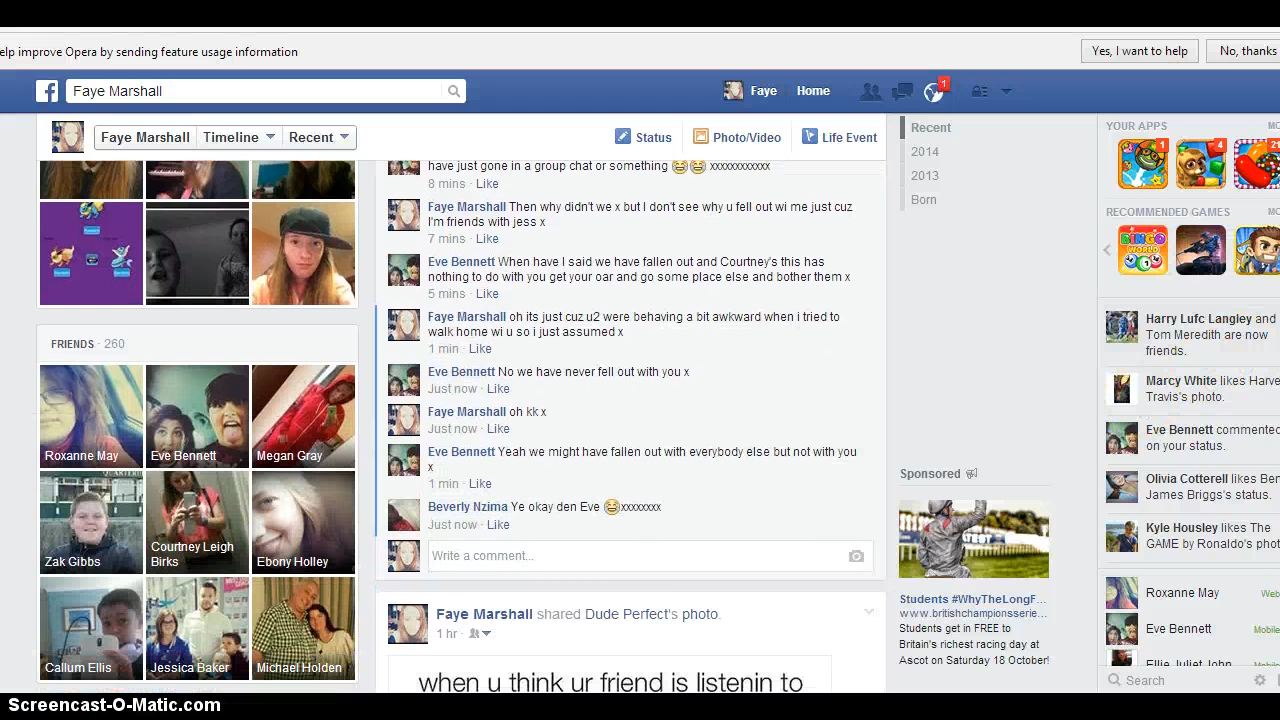 elp improve Opera by sending feature usage information
Yes, I want to help
No, thanks
Faye Marshall
Faye
Home
1
Faye Marshall
Timeline
Recent
Status
Photo/Video
Life Event
have just gone in a group chat or something 😂😂 xxxxxxxxxxxx
8 mins · Like
Faye Marshall Then why didn't we x but I don't see why u fell out wi me just cuz
I'm friends with jess x
7 mins · Like
Eve Bennett When have I said we have fallen out and Courtney's this has
nothing to do with you get your oar and go some place else and bother them x
5 mins · Like
Faye Marshall oh its just cuz u2 were behaving a bit awkward when i tried to
walk home wi u so i just assumed x
1 min · Like
Eve Bennett No we have never fell out with you x
Just now · Like
Faye Marshall oh kk x
Just now · Like
Eve Bennett Yeah we might have fallen out with everybody else but not with you
x
1 min · Like
Beverly Nzima Ye okay den Eve 😂xxxxxxxx
Just now · Like
Write a comment...
Faye Marshall shared Dude Perfect's photo.
1 hr
when u think ur friend is listenin to
FRIENDS · 260
Roxanne May
Eve Bennett
Megan Gray
Zak Gibbs
Courtney Leigh
Birks
Ebony Holley
Callum Ellis
Jessica Baker
Michael Holden
Recent
2014
2013
Born
Sponsored
Students #WhyTheLongF...
www.britishchampionsserie...
Students get in FREE to
Britain's richest racing day at
Ascot on Saturday 18 October!
YOUR APPS
MO
1
4
21
RECOMMENDED GAMES
MO
BINGO
WORLD
Harry Lufc Langley and
Tom Meredith are now
friends.
Marcy White likes Harve
Travis's photo.
Eve Bennett commented
on your status.
Olivia Cotterell likes Ben
James Briggs's status.
Kyle Housley likes The
GAME by Ronaldo's phot
Roxanne May
Web
Eve Bennett
Mobile
Ellie Juliet John
Search
Screencast-O-Matic.com